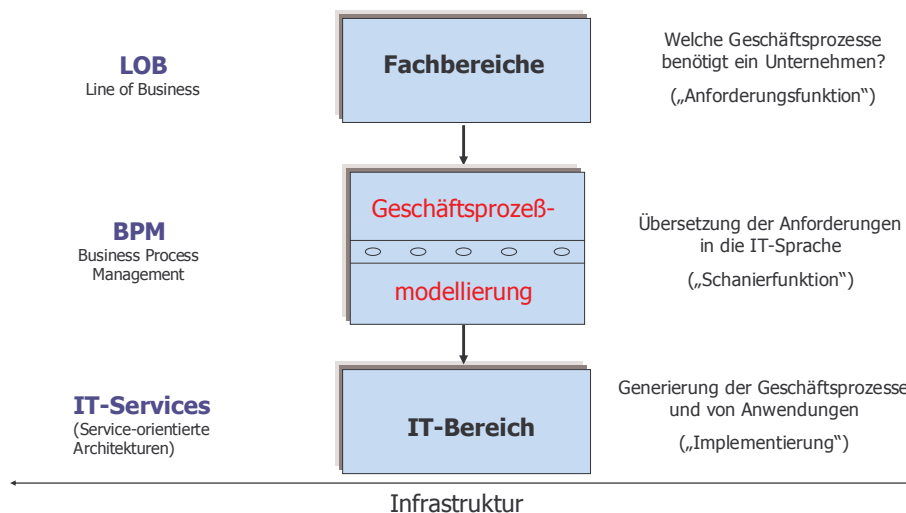 LOB
Line of Business
Fachbereiche
Welche Geschäftsprozesse
benötigt ein Unternehmen?
(„Anforderungsfunktion“)
BPM
Business Process
Management
Geschäftsprozeß-
modellierung
Übersetzung der Anforderungen
in die IT-Sprache
(„Schanierfunktion“)
IT-Services
(Service-orientierte
Architekturen)
IT-Bereich
Generierung der Geschäftsprozesse
und von Anwendungen
(„Implementierung“)
Infrastruktur